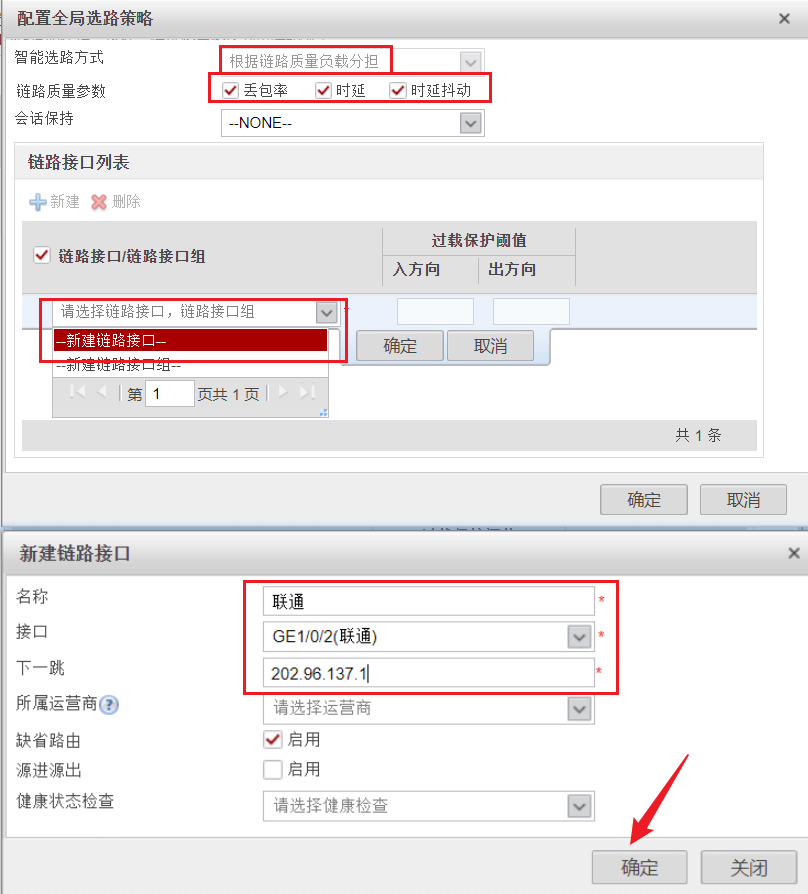 配置全局选路策略
智能选路方式 根据链路质量负载分担
链路质量参数 丢包率 时延 时延抖动
会话保持 --NONE--
链路接口列表
新建 删除
链路接口/链路接口组 过载保护阈值
入方向 出方向
请选择链路接口，链路接口组 *
--新建链路接口--
--新建链路接口组--
确定 取消
第 1 页共 1 页
共 1 条
确定 取消
新建链路接口
名称 联通 *
接口 GE1/0/2(联通) *
下一跳 202.96.137.1 *
所属运营商 ? 请选择运营商
缺省路由 启用
源进源出 启用
健康状态检查 请选择健康检查
确定 关闭